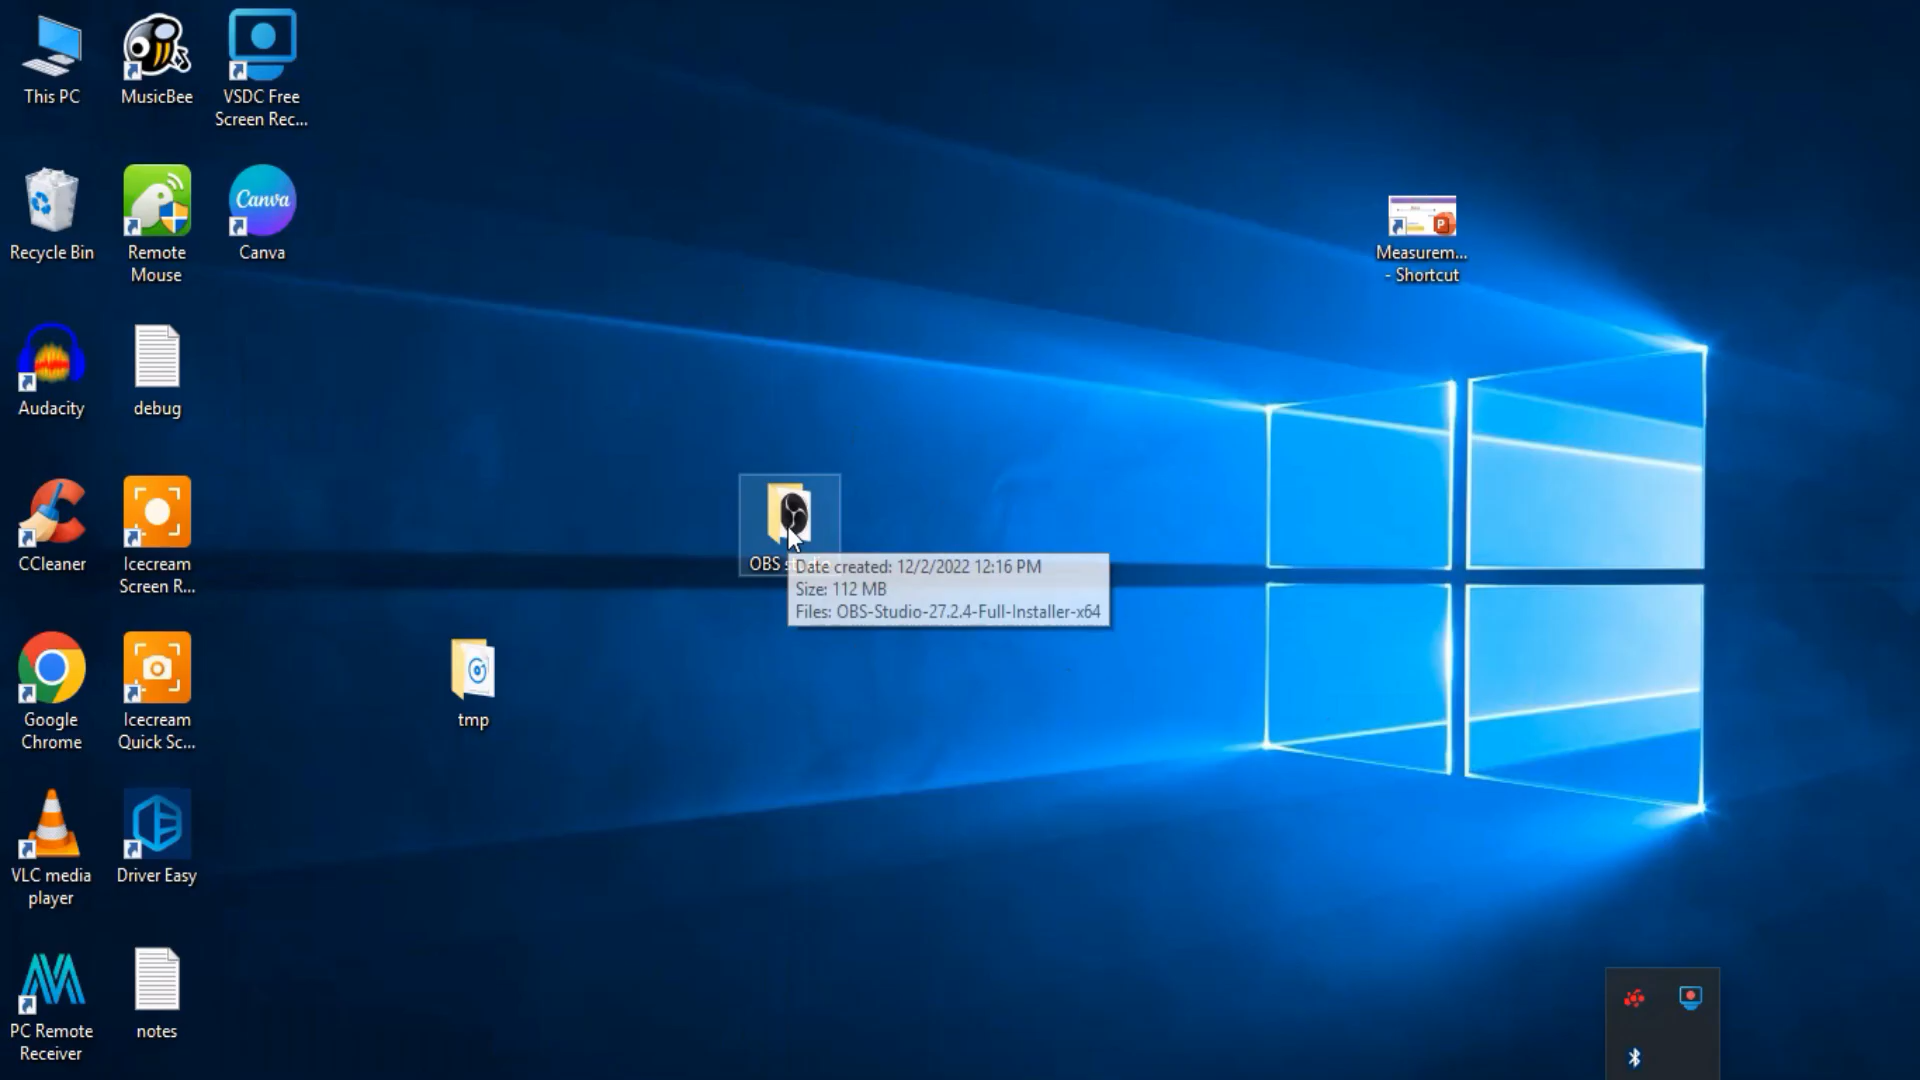 This PC
MusicBee
VSDC Free
Screen Rec...
Recycle Bin
Remote
Mouse
Canva
Canva
Measurem...
- Shortcut
Audacity
debug
CCleaner
Icecream
Screen R...
OBS
Date created: 12/2/2022 12:16 PM
Size: 112 MB
Files: OBS-Studio-27.2.4-Full-Installer-x64
Google
Chrome
Icecream
Quick Sc...
tmp
VLC media
player
Driver Easy
PC Remote
Receiver
notes